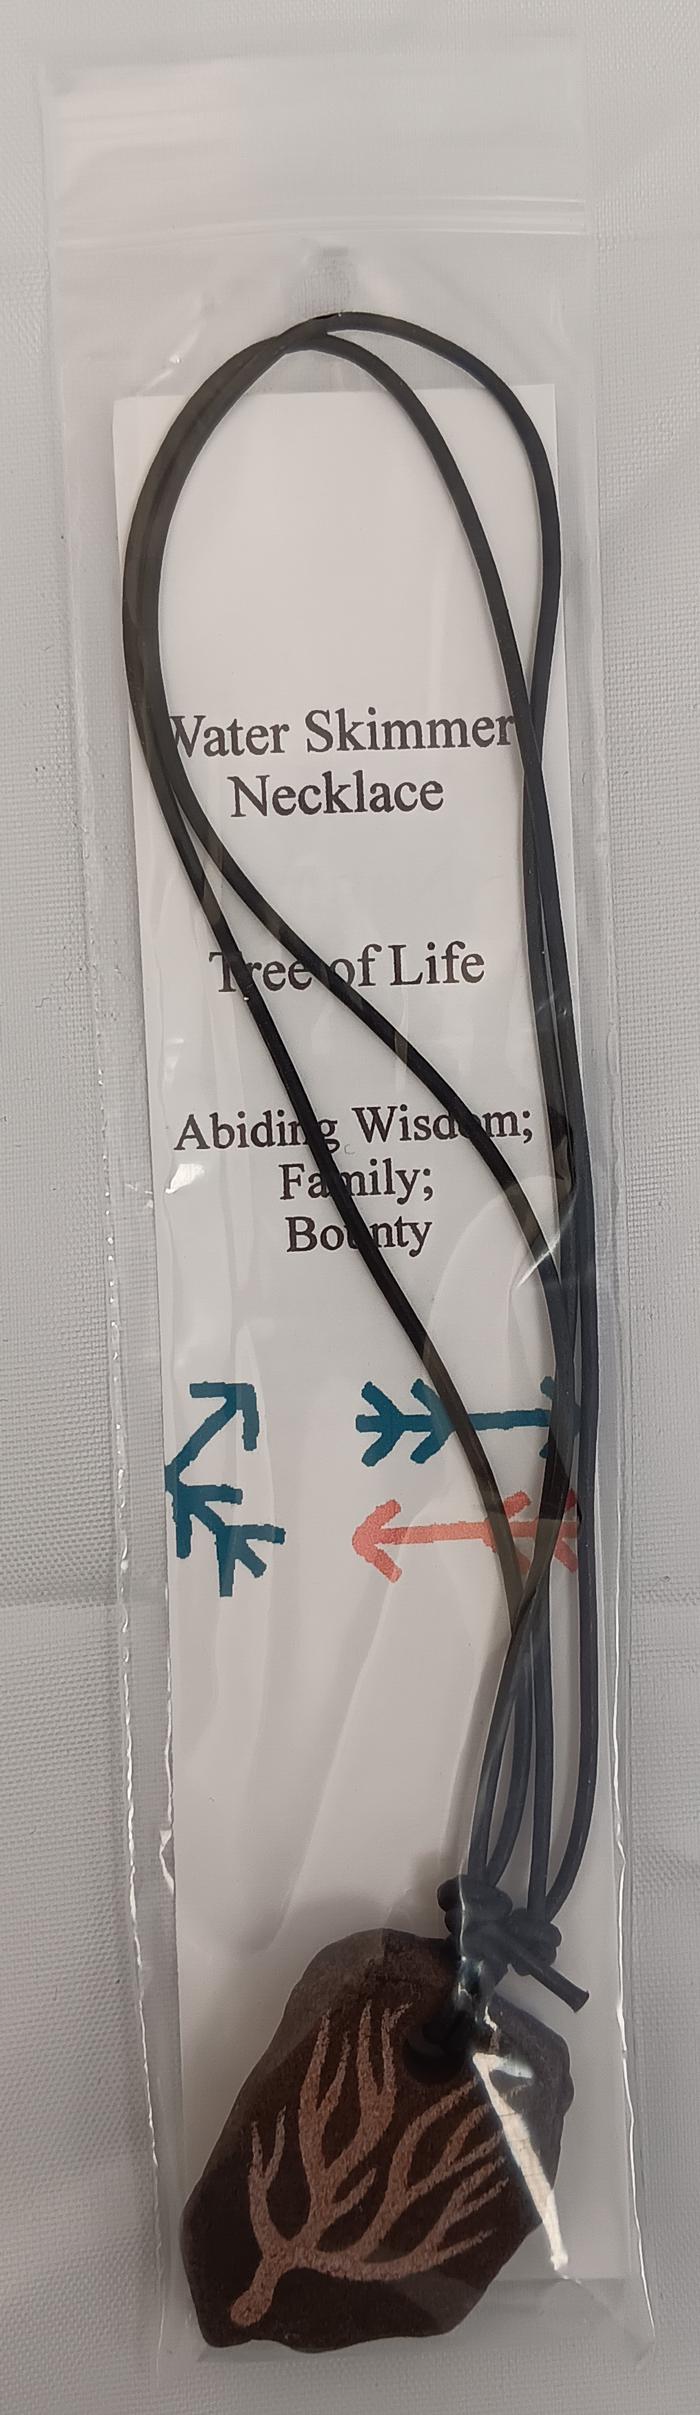 Water Skimmer
Necklace
Tree of Life
Abiding Wisdom;
Family;
Bounty